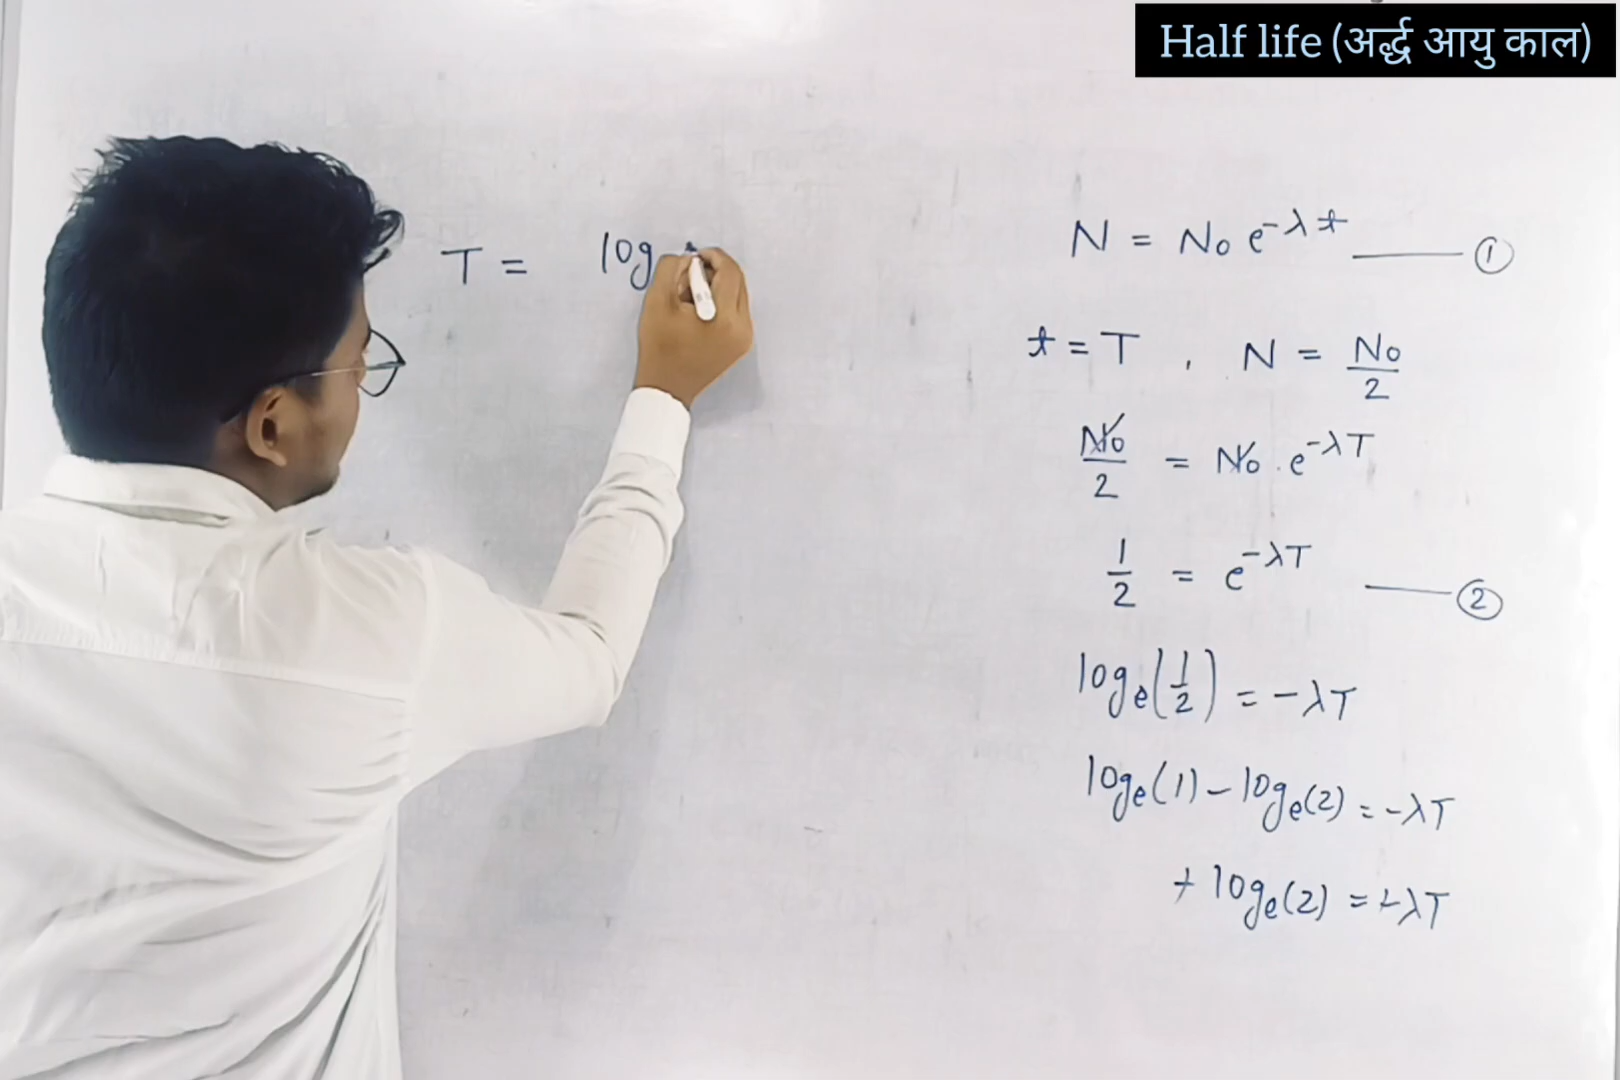 Half life (अर्द्ध आयु काल)
T = log
N = N₀ e^{-λt} ——— ①
t = T , N = N₀/2
N₀/2 = N₀ . e^{-λT}
1/2 = e^{-λT} ——— ②
logₑ(1/2) = -λT
logₑ(1) - logₑ(2) = -λT
+ logₑ(2) = +λT